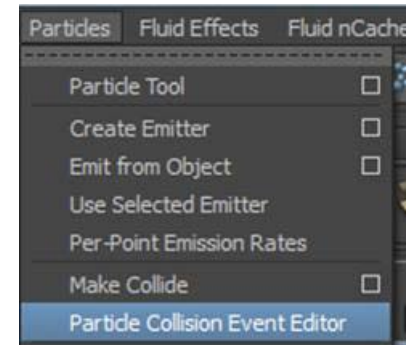 Particles Fluid Effects Fluid nCache
Particle Tool
Create Emitter
Emit from Object
Use Selected Emitter
Per-Point Emission Rates
Make Collide
Particle Collision Event Editor